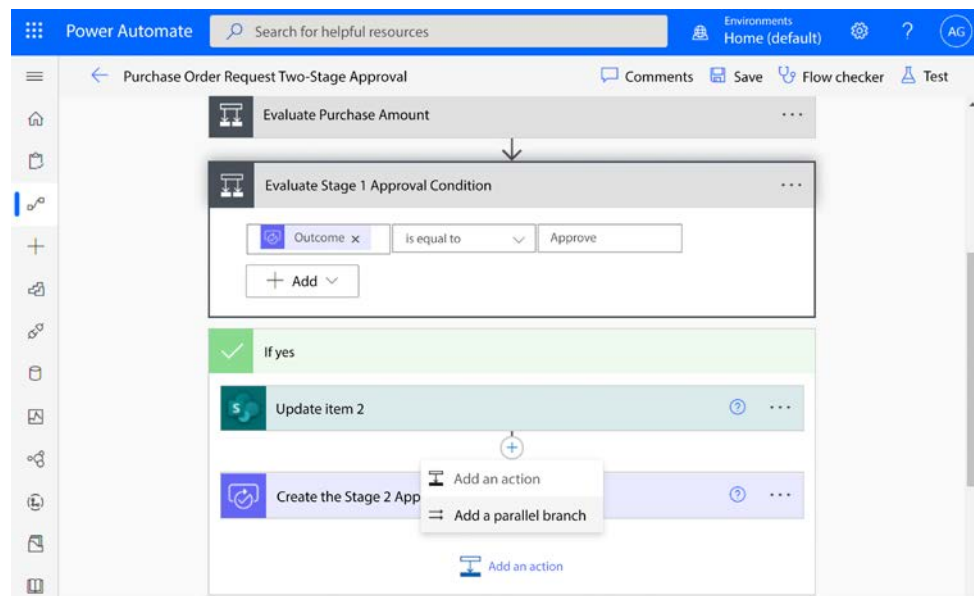 Power Automate
Search for helpful resources
Environments
Home (default)
?
AG
Purchase Order Request Two-Stage Approval
Comments
Save
Flow checker
Test
Evaluate Purchase Amount
Evaluate Stage 1 Approval Condition
Outcome x
is equal to
Approve
+ Add
If yes
S
Update item 2
?
Add an action
Create the Stage 2 App
?
Add a parallel branch
Add an action